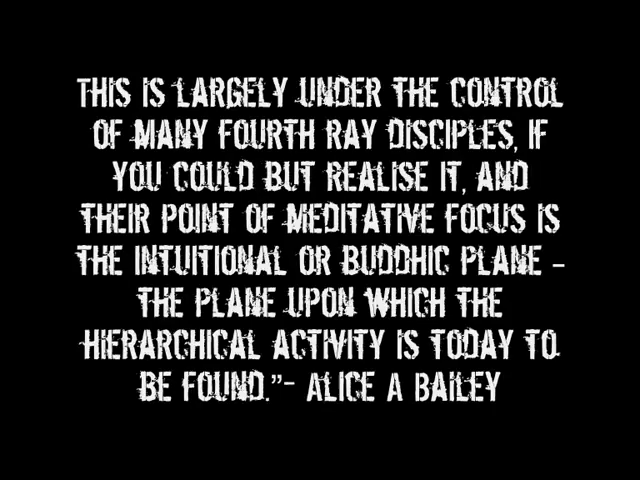 THIS IS LARGELY UNDER THE CONTROL
OF MANY FOURTH RAY DISCIPLES, IF
YOU COULD BUT REALISE IT, AND
THEIR POINT OF MEDITATIVE FOCUS IS
THE INTUITIONAL OR BUDDHIC PLANE –
THE PLANE UPON WHICH THE
HIERARCHICAL ACTIVITY IS TODAY TO
BE FOUND.”- ALICE A BAILEY